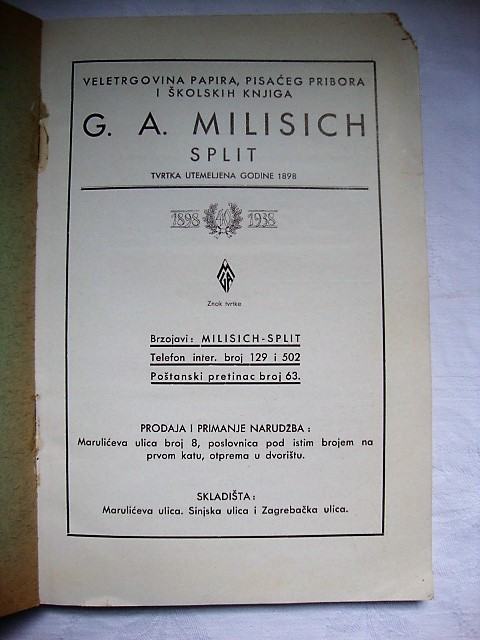 VELETRGOVINA PAPIRA, PISAĆEG PRIBORA
I ŠKOLSKIH KNJIGA
G. A. MILISICH
SPLIT
TVRTKA UTEMELJENA GODINE 1898
1898 40 1938
MGA
Znak tvrtke
Brzojavi: MILISICH-SPLIT
Telefon inter. broj 129 i 502
Poštanski pretinac broj 63.
PRODAJA I PRIMANJE NARUDŽBA:
Marulićeva ulica broj 8, poslovnica pod istim brojem na
prvom katu, otprema u dvorištu.
SKLADIŠTA:
Marulićeva ulica. Sinjska ulica i Zagrebačka ulica.